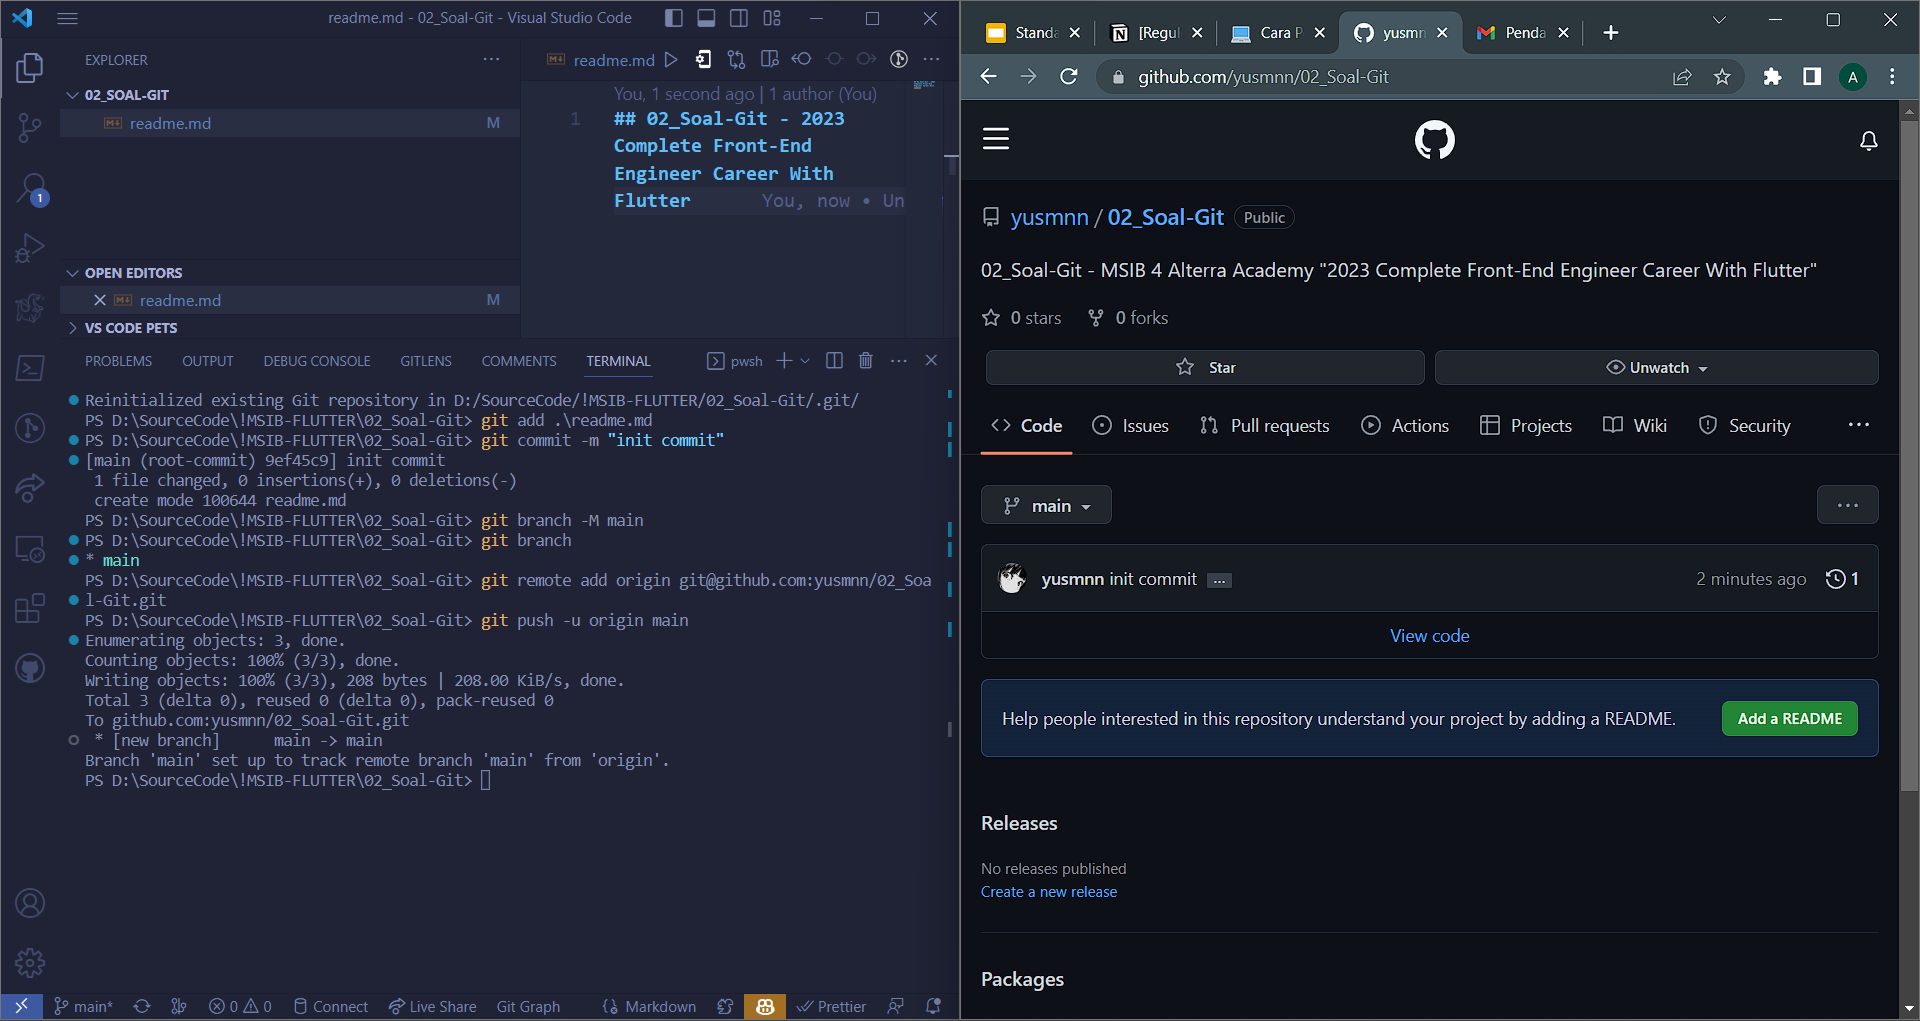 readme.md - 02_Soal-Git - Visual Studio Code
EXPLORER
02_SOAL-GIT
readme.md M
1
OPEN EDITORS
readme.md M
VS CODE PETS
readme.md
You, 1 second ago | 1 author (You)
1 ## 02_Soal-Git - 2023
Complete Front-End
Engineer Career With
Flutter You, now • Un
PROBLEMS OUTPUT DEBUG CONSOLE GITLENS COMMENTS TERMINAL pwsh
Reinitialized existing Git repository in D:/SourceCode/!MSIB-FLUTTER/02_Soal-Git/.git/
PS D:\SourceCode\!MSIB-FLUTTER\02_Soal-Git> git add .\readme.md
PS D:\SourceCode\!MSIB-FLUTTER\02_Soal-Git> git commit -m "init commit"
[main (root-commit) 9ef45c9] init commit
1 file changed, 0 insertions(+), 0 deletions(-)
create mode 100644 readme.md
PS D:\SourceCode\!MSIB-FLUTTER\02_Soal-Git> git branch -M main
PS D:\SourceCode\!MSIB-FLUTTER\02_Soal-Git> git branch
* main
PS D:\SourceCode\!MSIB-FLUTTER\02_Soal-Git> git remote add origin git@github.com:yusmnn/02_Soa
l-Git.git
PS D:\SourceCode\!MSIB-FLUTTER\02_Soal-Git> git push -u origin main
Enumerating objects: 3, done.
Counting objects: 100% (3/3), done.
Writing objects: 100% (3/3), 208 bytes | 208.00 KiB/s, done.
Total 3 (delta 0), reused 0 (delta 0), pack-reused 0
To github.com:yusmnn/02_Soal-Git.git
* [new branch] main -> main
Branch 'main' set up to track remote branch 'main' from 'origin'.
PS D:\SourceCode\!MSIB-FLUTTER\02_Soal-Git>
main* 0 0 Connect Live Share Git Graph Markdown Prettier
Standa [Regul Cara P yusmn Penda
github.com/yusmnn/02_Soal-Git A
yusmnn / 02_Soal-Git Public
02_Soal-Git - MSIB 4 Alterra Academy "2023 Complete Front-End Engineer Career With Flutter"
0 stars 0 forks
Star Unwatch
Code Issues Pull requests Actions Projects Wiki Security
main
yusmnn init commit ... 2 minutes ago 1
View code
Help people interested in this repository understand your project by adding a README. Add a README
Releases
No releases published
Create a new release
Packages